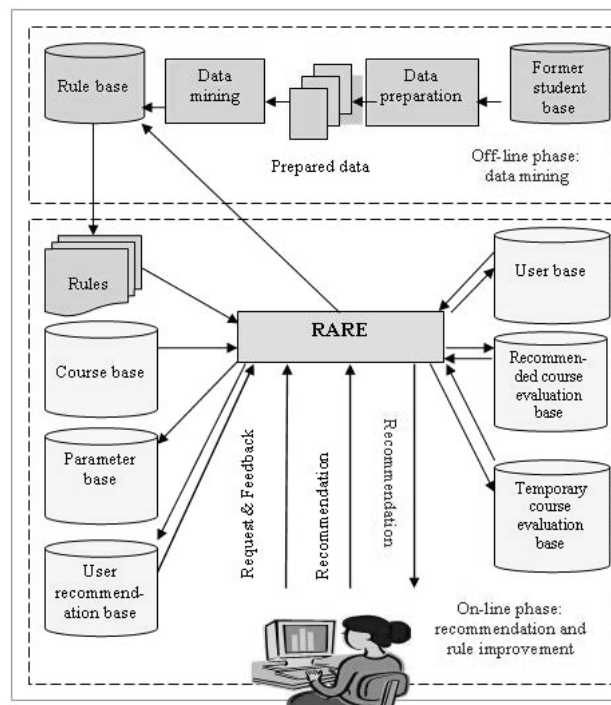 Rule base
Data
mining
Data
preparation
Former
student
base
Prepared data
Off-line phase:
data mining
Rules
RARE
User base
Course base
Recommen-
ded course
evaluation
base
Parameter
base
Temporary
course
evaluation
base
User
recommend-
ation base
Request & Feedback
Recommendation
Recommendation
On-line phase:
recommendation and
rule improvement